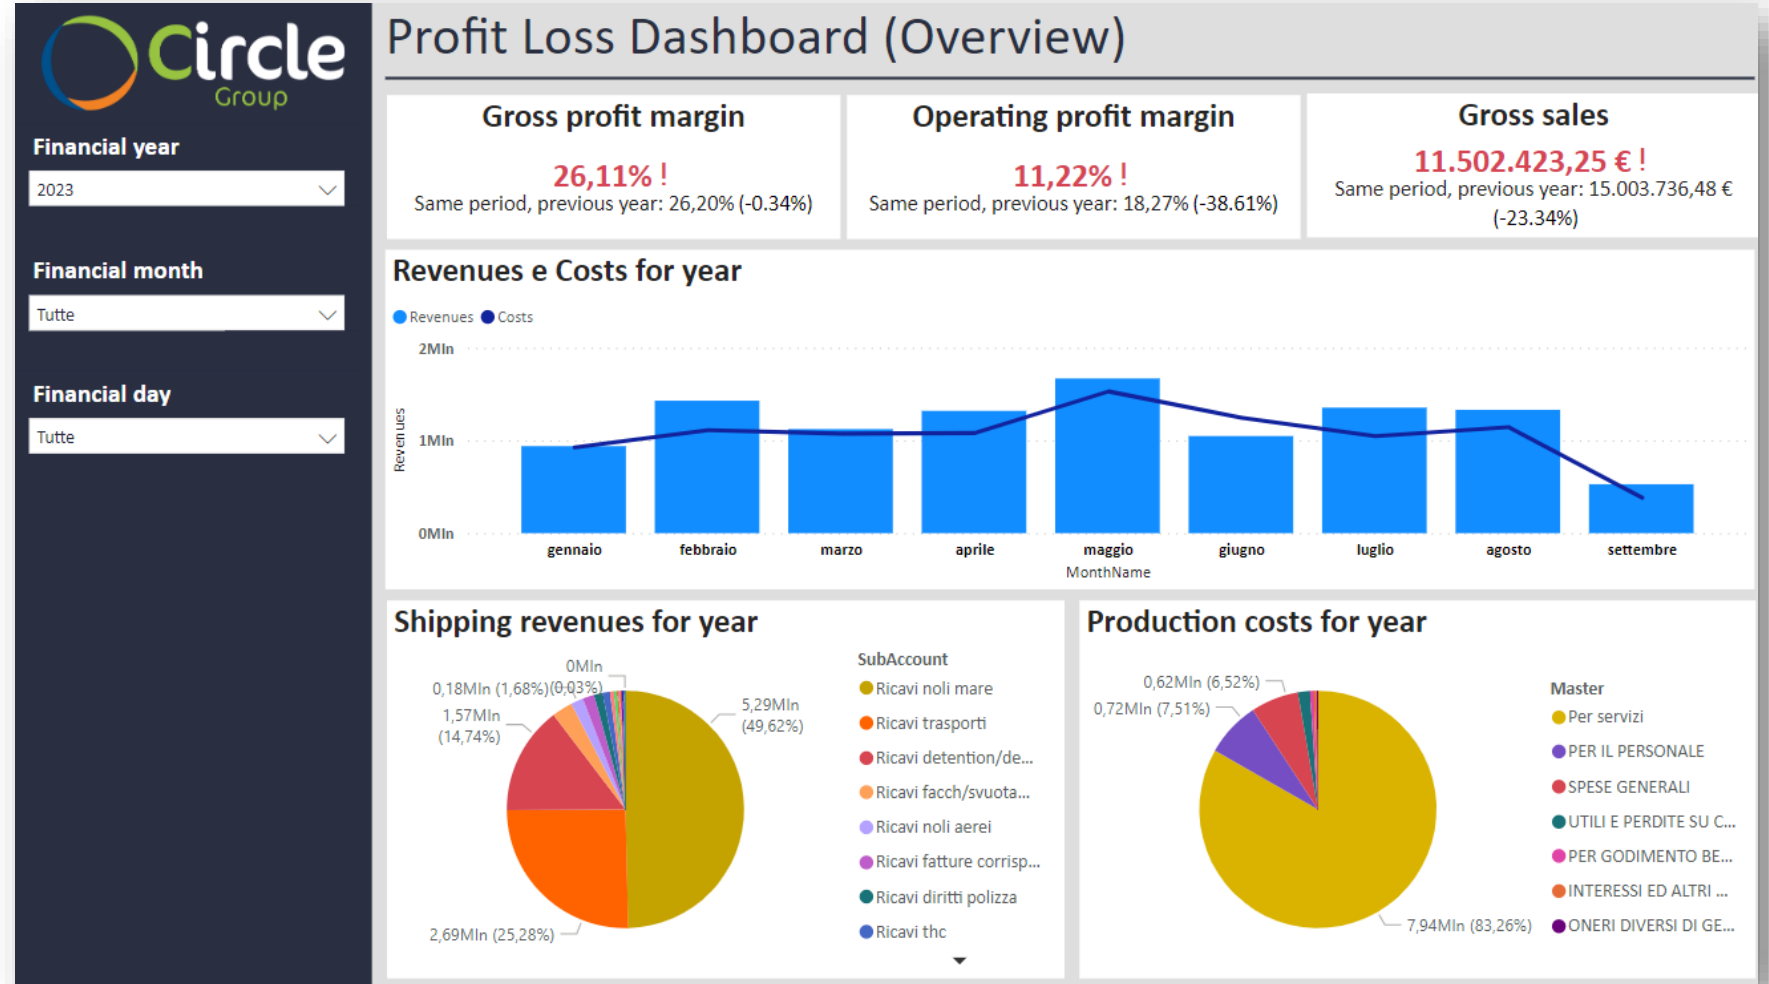 Circle
Group
Financial year
2023
Financial month
Tutte
Financial day
Tutte
Profit Loss Dashboard (Overview)
Gross profit margin
26,11% !
Same period, previous year: 26,20% (-0.34%)
Operating profit margin
11,22% !
Same period, previous year: 18,27% (-38.61%)
Gross sales
11.502.423,25 € !
Same period, previous year: 15.003.736,48 €
(-23.34%)
Revenues e Costs for year
Revenues Costs
2Mln
1Mln
0Mln
Revenues
gennaio febbraio marzo aprile maggio giugno luglio agosto settembre
MonthName
Shipping revenues for year
0Mln
(0,03%)
0,18Mln (1,68%)
1,57Mln
(14,74%)
5,29Mln
(49,62%)
2,69Mln (25,28%)
SubAccount
Ricavi noli mare
Ricavi trasporti
Ricavi detention/de...
Ricavi facch/svuota...
Ricavi noli aerei
Ricavi fatture corrisp...
Ricavi diritti polizza
Ricavi thc
Production costs for year
0,62Mln (6,52%)
0,72Mln (7,51%)
7,94Mln (83,26%)
Master
Per servizi
PER IL PERSONALE
SPESE GENERALI
UTILI E PERDITE SU C...
PER GODIMENTO BE...
INTERESSI ED ALTRI ...
ONERI DIVERSI DI GE...